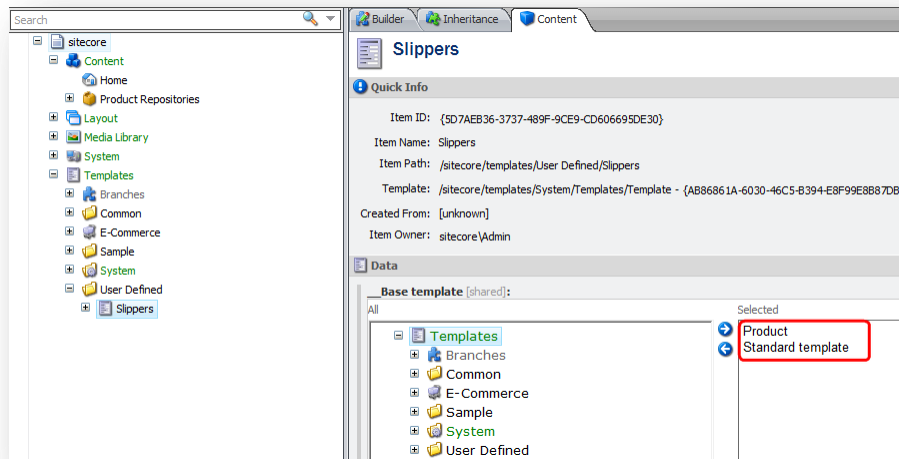 Search
sitecore
Content
Home
Product Repositories
Layout
Media Library
System
Templates
Branches
Common
E-Commerce
Sample
System
User Defined
Slippers
Builder
Inheritance
Content
Slippers
Quick Info
Item ID: {5D7AEB36-3737-489F-9CE9-CD606695DE30}
Item Name: Slippers
Item Path: /sitecore/templates/User Defined/Slippers
Template: /sitecore/templates/System/Templates/Template - {AB86861A-6030-46C5-B394-E8F99E8B87DB
Created From: [unknown]
Item Owner: sitecore\Admin
Data
__Base template [shared]:
All
Templates
Branches
Common
E-Commerce
Sample
System
User Defined
Selected
Product
Standard template